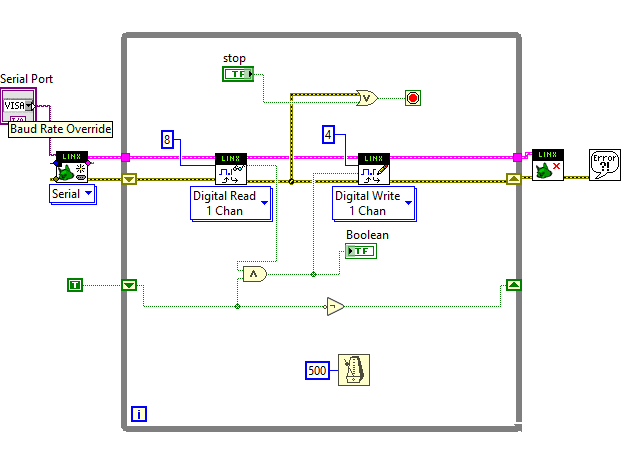 stop
TF
Serial Port
VISA
I/O
Baud Rate Override
8
4
LINX
LINX
LINX
LINX
Error
?!
Serial
Digital Read
1 Chan
Digital Write
1 Chan
Boolean
TF
V
Λ
T
¬
500
i